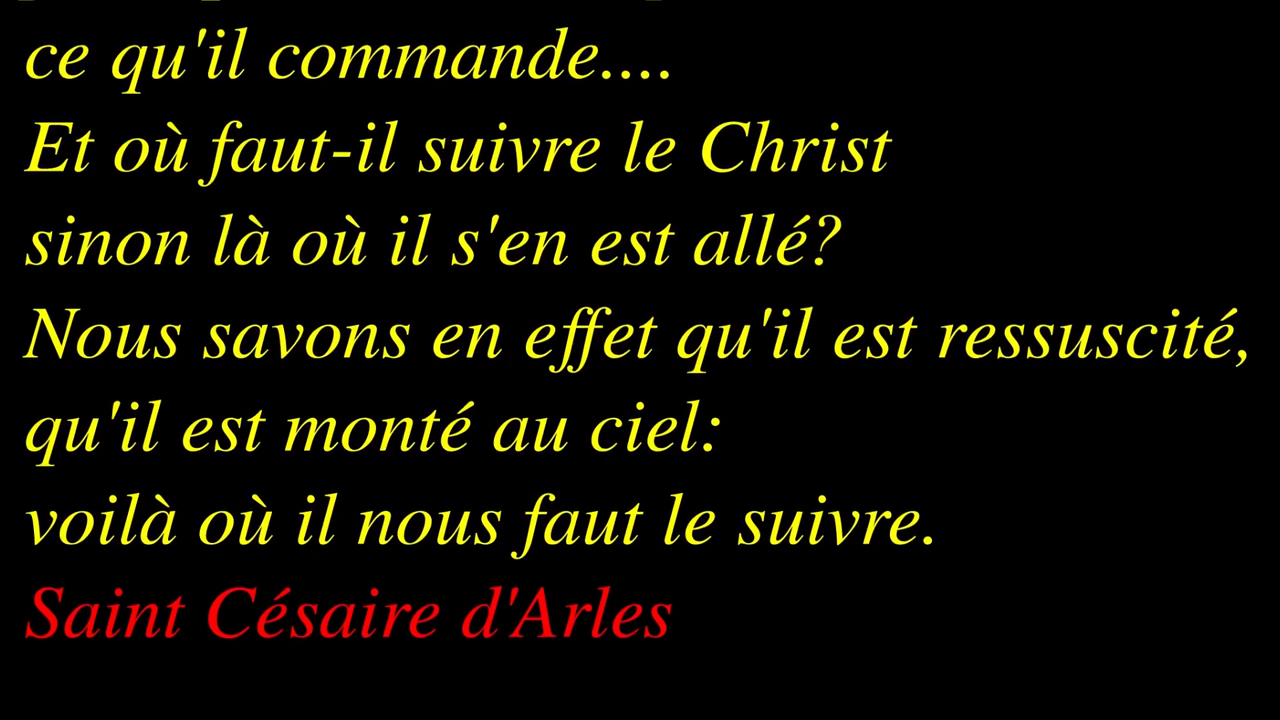 ce qu'il commande....
Et où faut-il suivre le Christ
sinon là où il s'en est allé?
Nous savons en effet qu'il est ressuscité,
qu'il est monté au ciel:
voilà où il nous faut le suivre.
Saint Césaire d'Arles